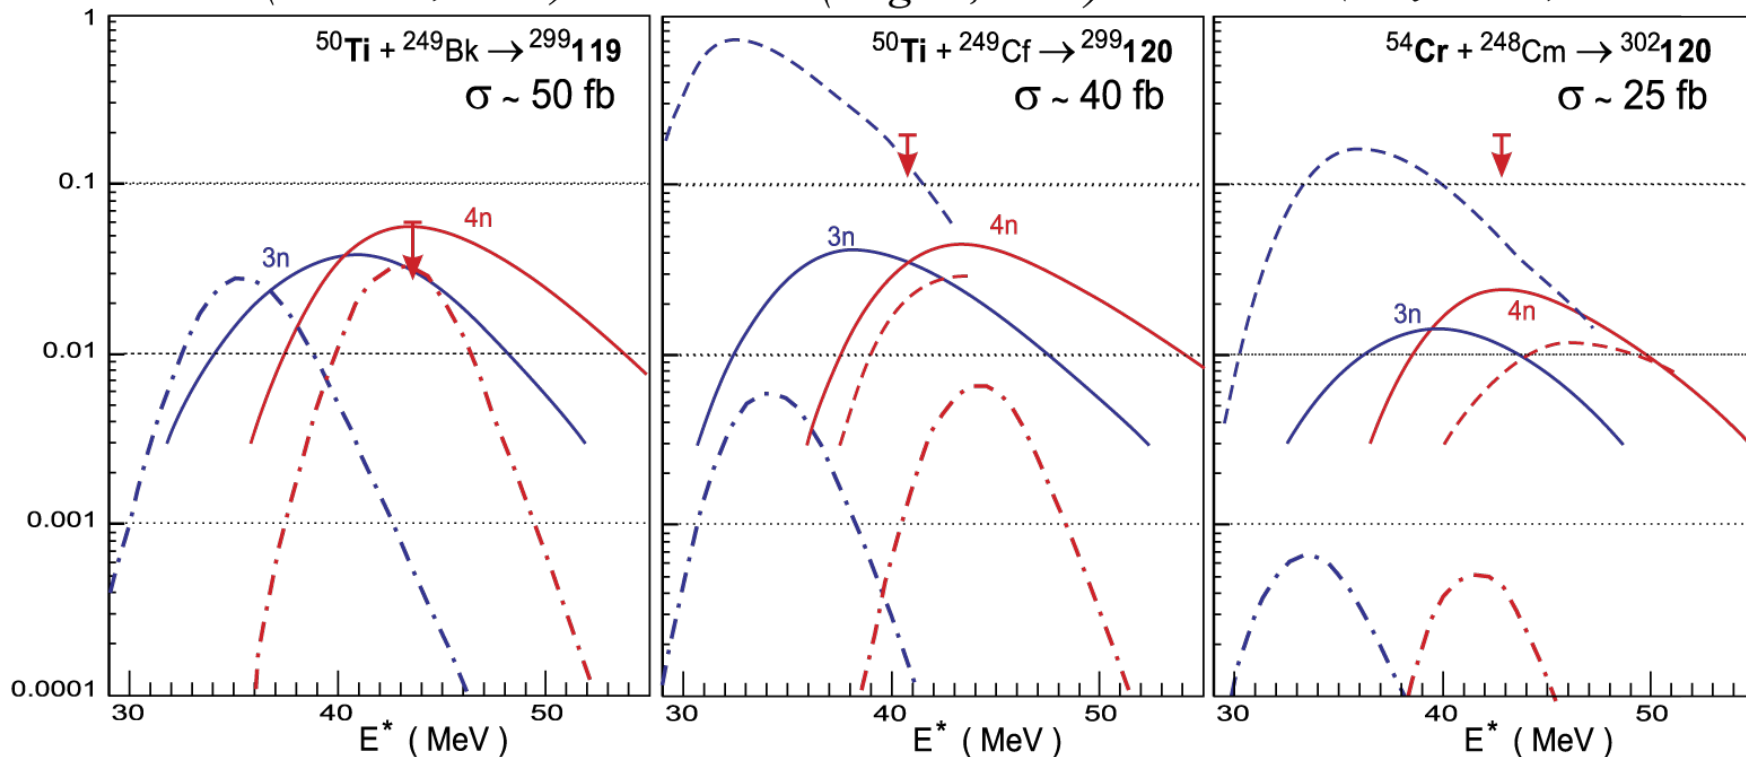 ⁵⁰Ti + ²⁴⁹Bk → ²⁹⁹119
σ ~ 50 fb
3n
4n
1
0.1
0.01
0.001
0.0001
30 40 50
E* ( MeV )
⁵⁰Ti + ²⁴⁹Cf → ²⁹⁹120
σ ~ 40 fb
3n
4n
30 40 50
E* ( MeV )
⁵⁴Cr + ²⁴⁸Cm → ³⁰²120
σ ~ 25 fb
3n
4n
30 40 50
E* ( MeV )